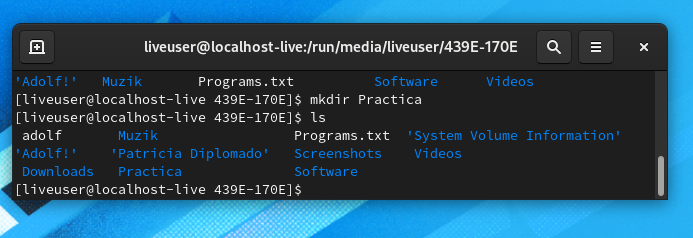 liveuser@localhost-live:/run/media/liveuser/439E-170E
'Adolf!'   Muzik       Programs.txt          Software      Videos
[liveuser@localhost-live 439E-170E]$ mkdir Practica
[liveuser@localhost-live 439E-170E]$ ls
 adolf       Muzik                 Programs.txt  'System Volume Information'
'Adolf!'    'Patricia Diplomado'   Screenshots    Videos
 Downloads   Practica              Software
[liveuser@localhost-live 439E-170E]$